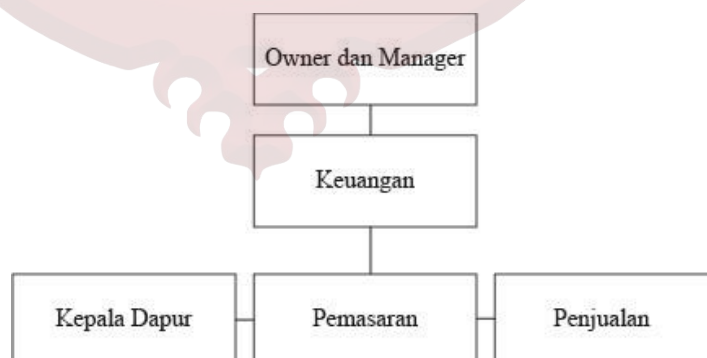 Owner dan Manager
Keuangan
Kepala Dapur
Pemasaran
Penjualan